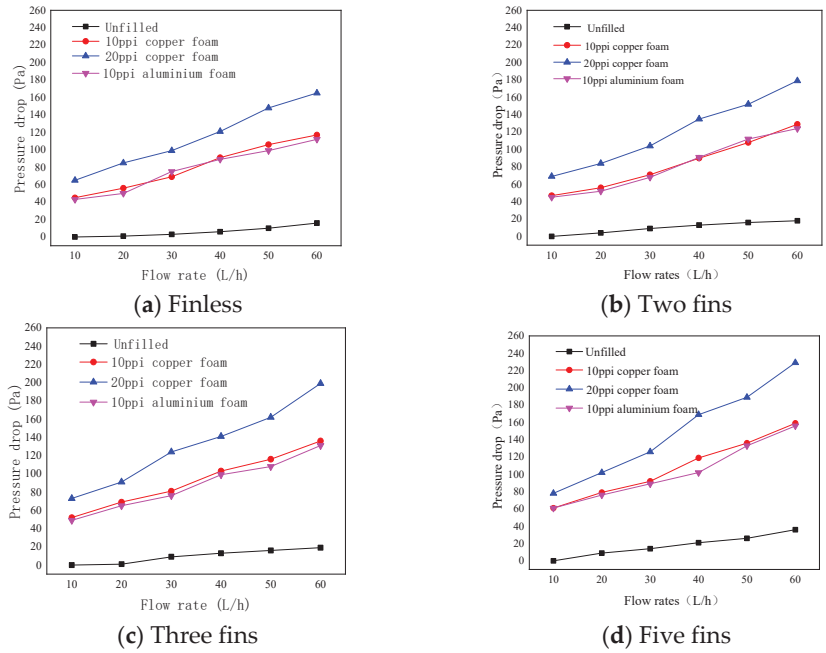 260
240
220
200
180
160
140
120
100
80
60
40
20
0
Pressure drop (Pa)
Unfilled
10ppi copper foam
20ppi copper foam
10ppi aluminium foam
10 20 30 40 50 60
Flow rate (L/h)
(a) Finless
260
240
220
200
180
160
140
120
100
80
60
40
20
0
Pressure drop（Pa）
Unfilled
10ppi copper foam
20ppi copper foam
10ppi aluminium foam
10 20 30 40 50 60
Flow rates（L/h）
(b) Two fins
260
240
220
200
180
160
140
120
100
80
60
40
20
0
Pressure drop (Pa)
Unfilled
10ppi copper foam
20ppi copper foam
10ppi aluminium foam
10 20 30 40 50 60
Flow rate (L/h)
(c) Three fins
260
240
220
200
180
160
140
120
100
80
60
40
20
0
Pressure drop（Pa）
Unfilled
10ppi copper foam
20ppi copper foam
10ppi aluminium foam
10 20 30 40 50 60
Flow rates（L/h）
(d) Five fins